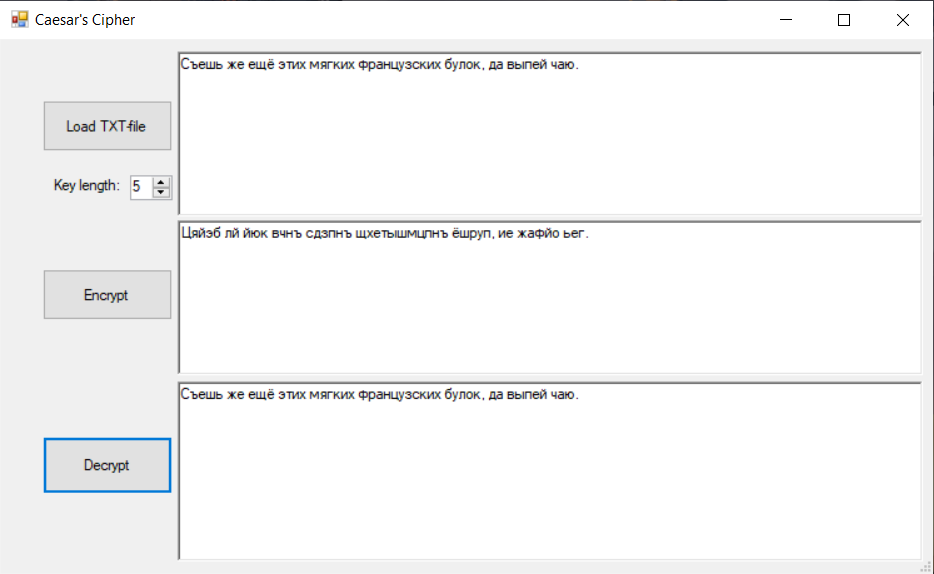 Caesar's Cipher
Съешь же ещё этих мягких французских булок, да выпей чаю.
Load TXT-file
Key length: 5
Цяйэб лй йюк вчнъ сдзпнъ щхетышмцпнъ ёшруп, ие жафйо ьег.
Encrypt
Съешь же ещё этих мягких французских булок, да выпей чаю.
Decrypt